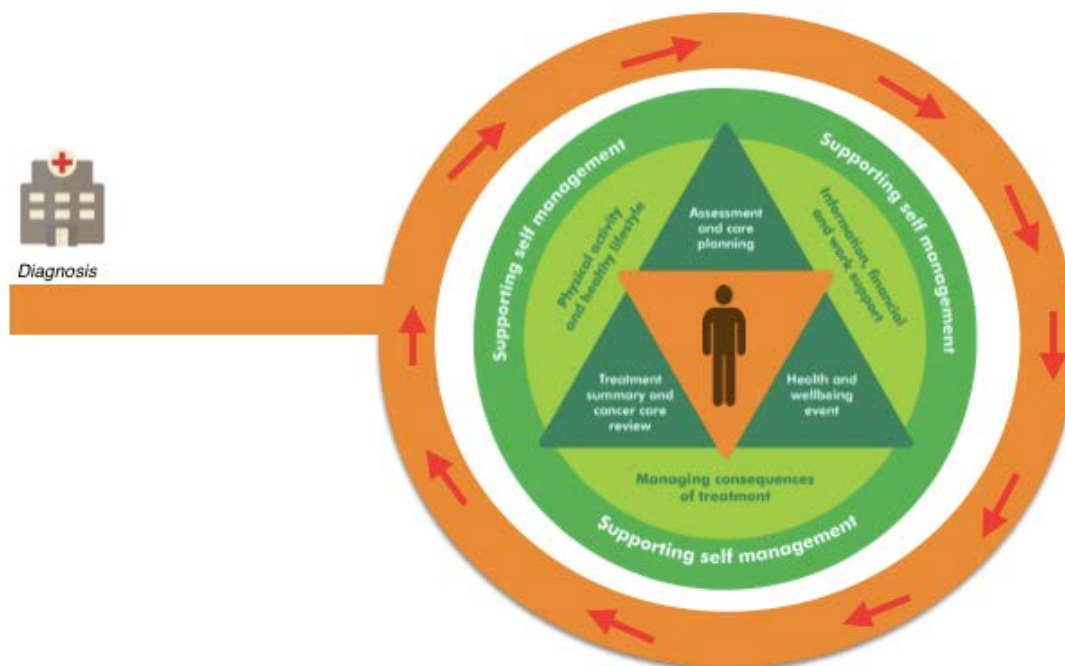 Diagnosis
Supporting self management
Supporting self management
Physical activity
and healthy lifestyle
Assessment
and care
planning
Information, financial
and work support
Treatment
summary and
cancer care
review
Health and
wellbeing
event
Managing consequences
of treatment
Supporting self management